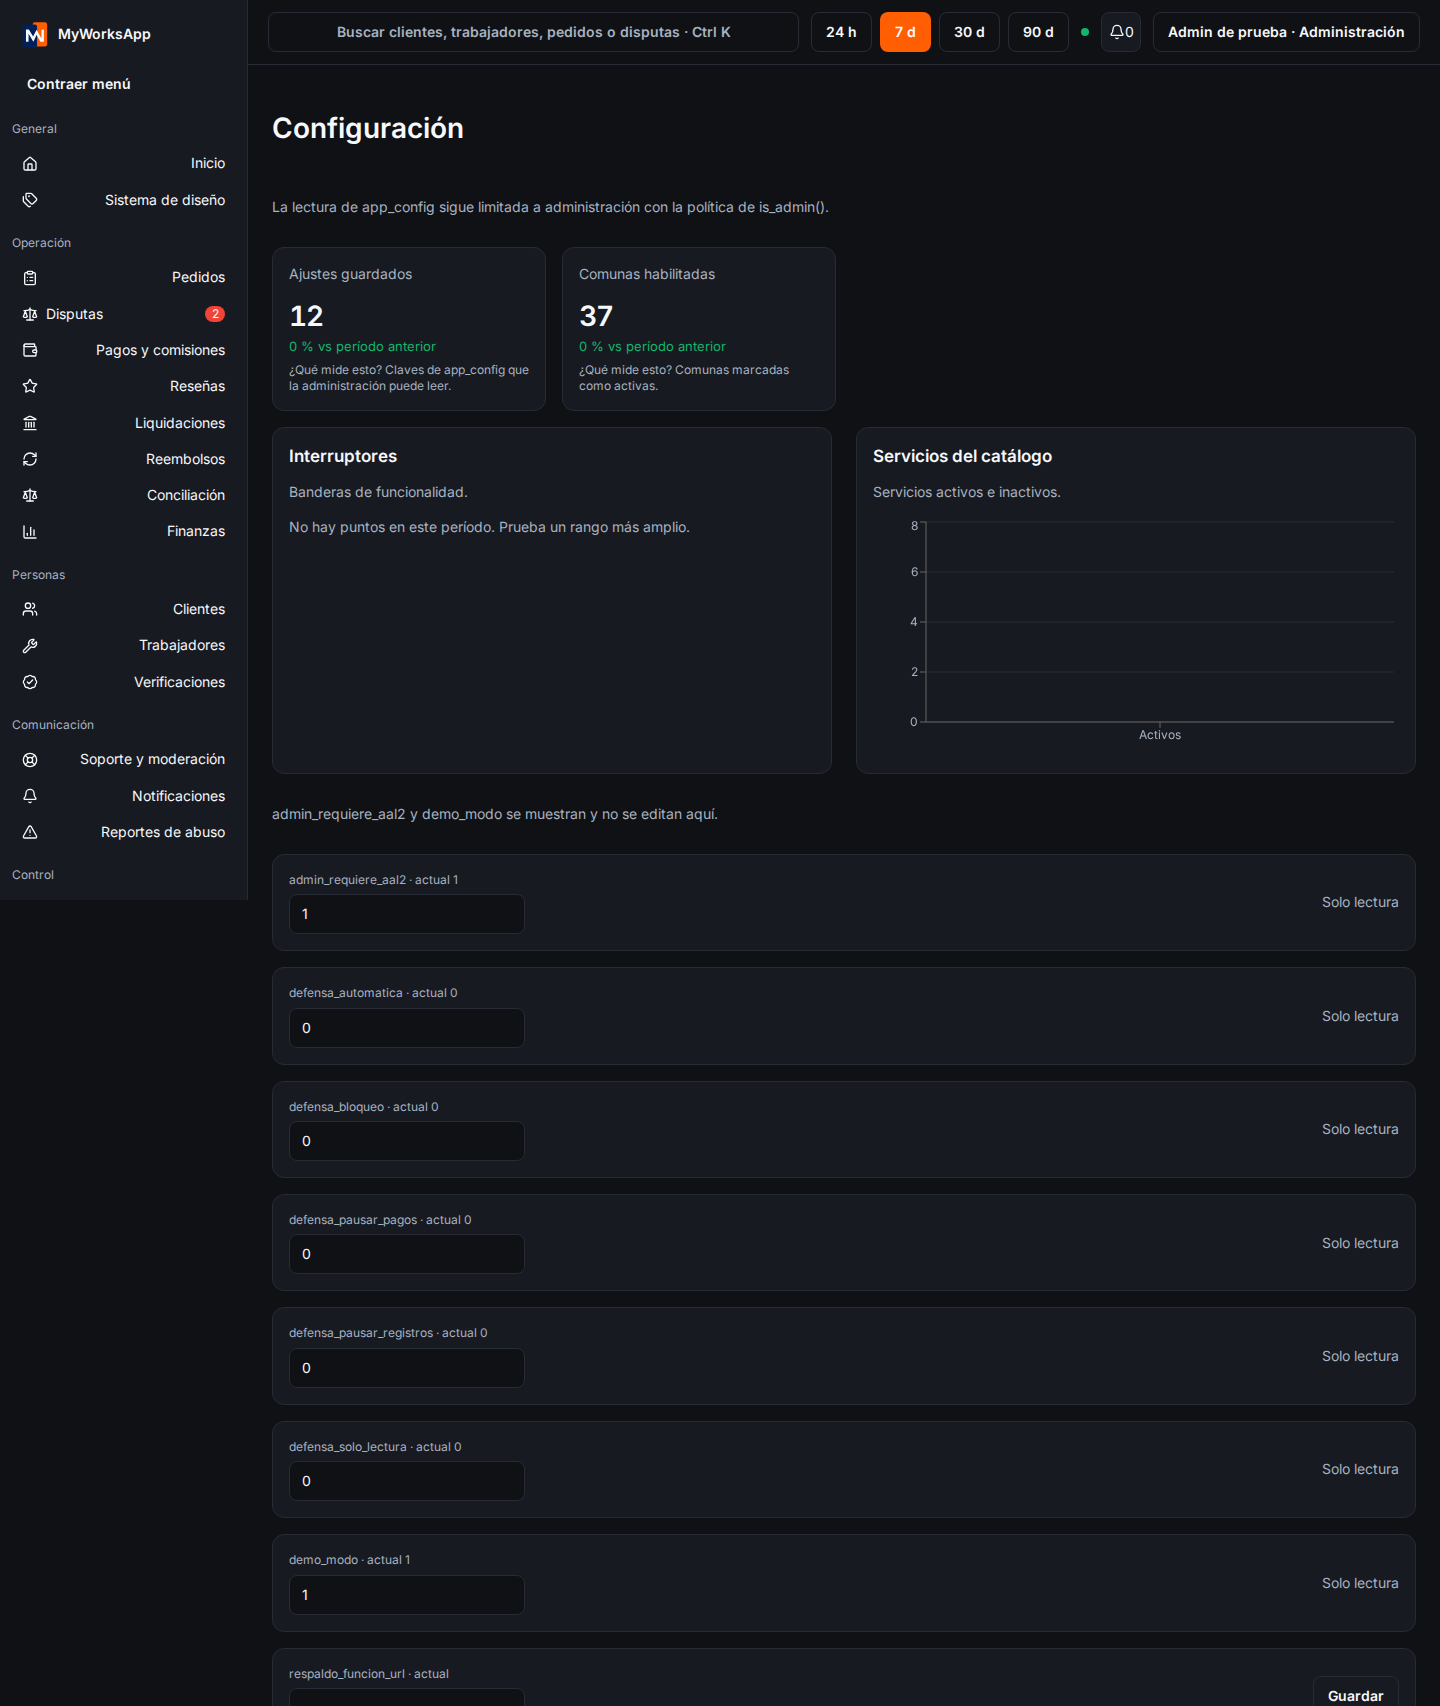 MyWorksApp
Contraer menú
General
Inicio
Sistema de diseño
Operación
Pedidos
Disputas 2
Pagos y comisiones
Reseñas
Liquidaciones
Reembolsos
Conciliación
Finanzas
Personas
Clientes
Trabajadores
Verificaciones
Comunicación
Soporte y moderación
Notificaciones
Reportes de abuso
Control
Buscar clientes, trabajadores, pedidos o disputas · Ctrl K
24 h
7 d
30 d
90 d
0
Admin de prueba · Administración
Configuración
La lectura de app_config sigue limitada a administración con la política de is_admin().
Ajustes guardados
12
0 % vs período anterior
¿Qué mide esto? Claves de app_config que
la administración puede leer.
Comunas habilitadas
37
0 % vs período anterior
¿Qué mide esto? Comunas marcadas
como activas.
Interruptores
Banderas de funcionalidad.
No hay puntos en este período. Prueba un rango más amplio.
Servicios del catálogo
Servicios activos e inactivos.
8
6
4
2
0
Activos
admin_requiere_aal2 y demo_modo se muestran y no se editan aquí.
admin_requiere_aal2 · actual 1
1
Solo lectura
defensa_automatica · actual 0
0
Solo lectura
defensa_bloqueo · actual 0
0
Solo lectura
defensa_pausar_pagos · actual 0
0
Solo lectura
defensa_pausar_registros · actual 0
0
Solo lectura
defensa_solo_lectura · actual 0
0
Solo lectura
demo_modo · actual 1
1
Solo lectura
respaldo_funcion_url · actual
Guardar